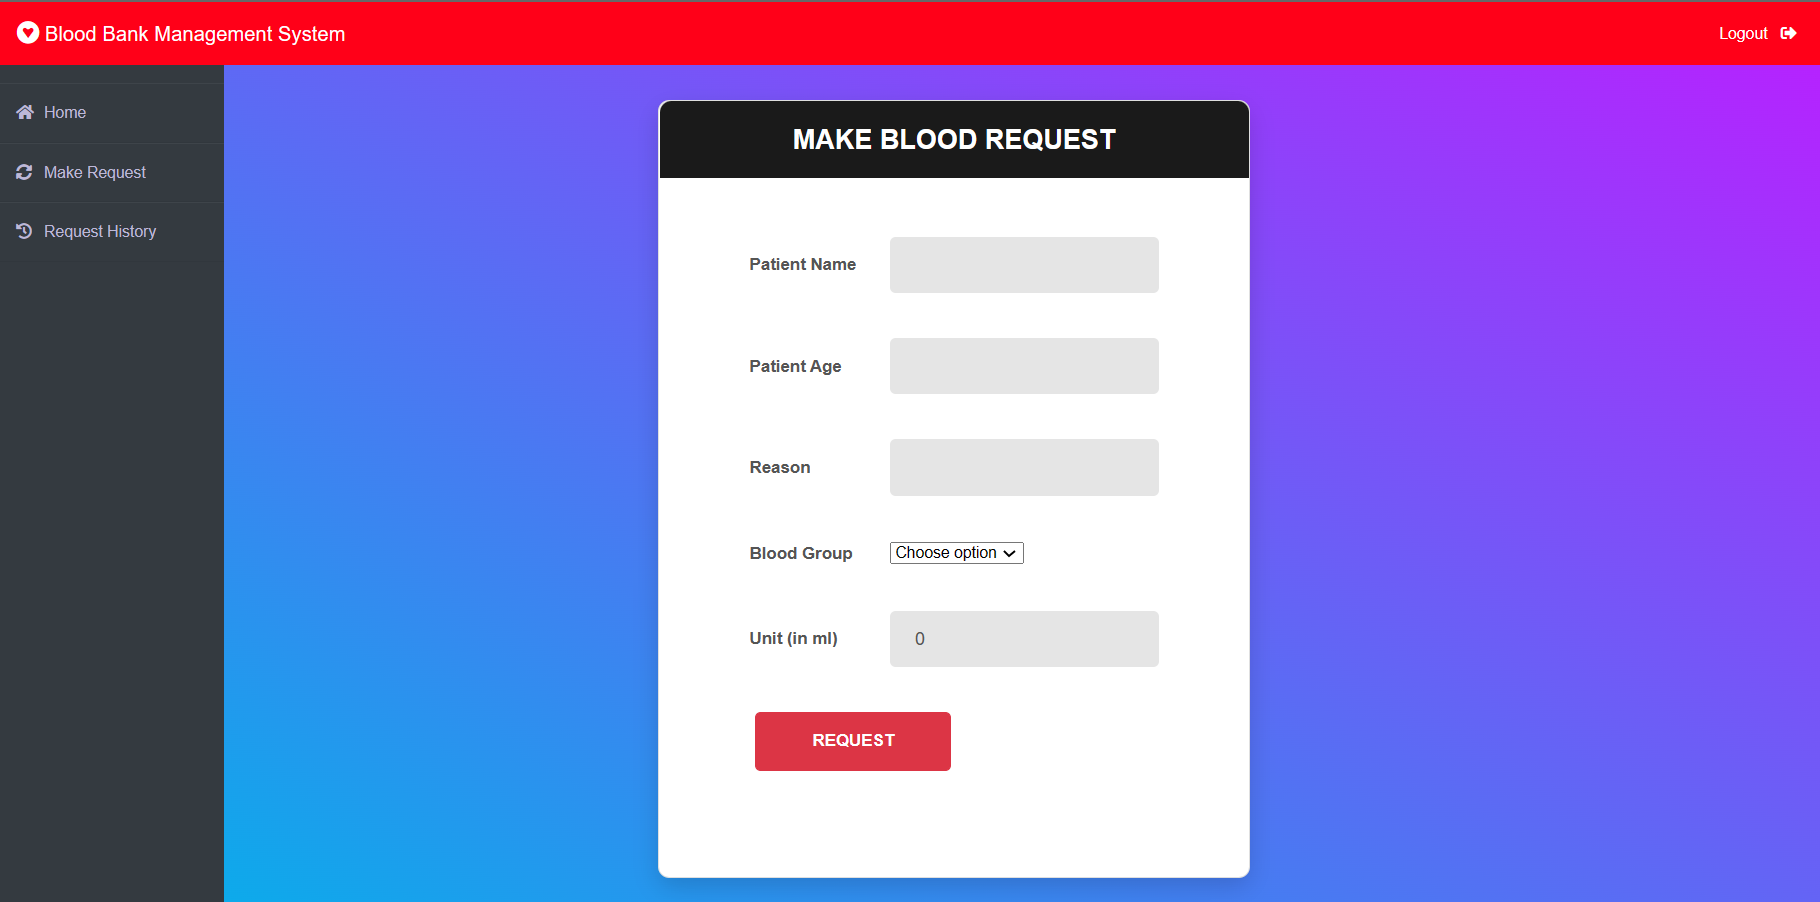 Blood Bank Management System
Logout
Home
Make Request
Request History
MAKE BLOOD REQUEST
Patient Name
Patient Age
Reason
Blood Group Choose option
Unit (in ml) 0
REQUEST